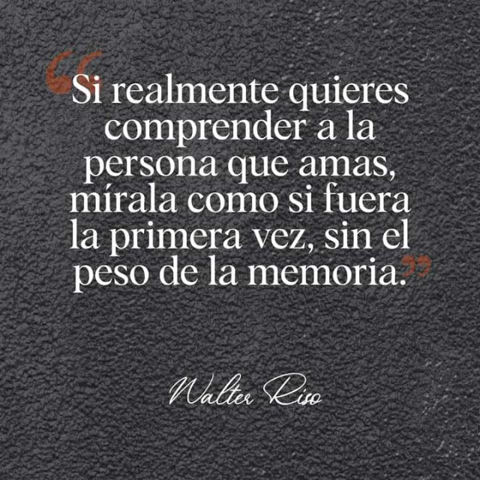 “Si realmente quieres
comprender a la
persona que amas,
mírala como si fuera
la primera vez, sin el
peso de la memoria.”
Walter Riso